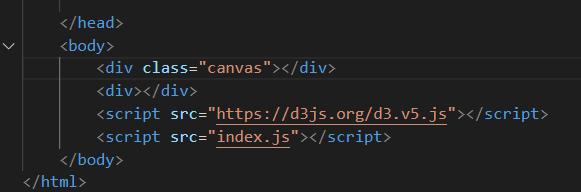 </head>
<body>
<div class="canvas"></div>
<div></div>
<script src="https://d3js.org/d3.v5.js"></script>
<script src="index.js"></script>
</body>
</html>